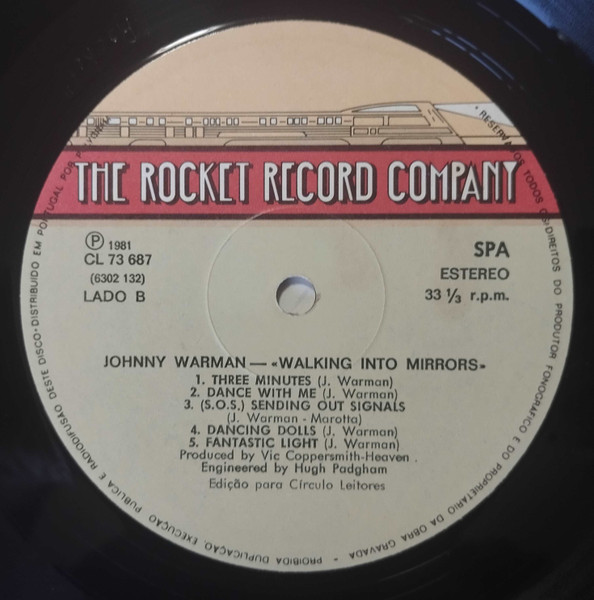 THE ROCKET RECORD COMPANY
℗ 1981
CL 73 687
(6302 132)
LADO B
SPA
ESTEREO
33 1/3 r.p.m.
JOHNNY WARMAN — «WALKING INTO MIRRORS»
1. THREE MINUTES (J. Warman)
2. DANCE WITH ME (J. Warman)
3. (S.O.S.) SENDING OUT SIGNALS
(J. Warman - Marotta)
4. DANCING DOLLS (J. Warman)
5. FANTASTIC LIGHT (J. Warman)
Produced by Vic Coppersmith-Heaven.
Engineered by Hugh Padgham
Edição para Círculo Leitores
RESERVADOS TODOS OS DIREITOS DO PRODUTOR FONOGRÁFICO E DO PROPRIETÁRIO DA OBRA GRAVADA - PROIBIDA DUPLICAÇÃO, EXECUÇÃO PUBLICA E RADIODIFUSÃO DESTE DISCO - DISTRIBUIDO EM PORTUGAL POR